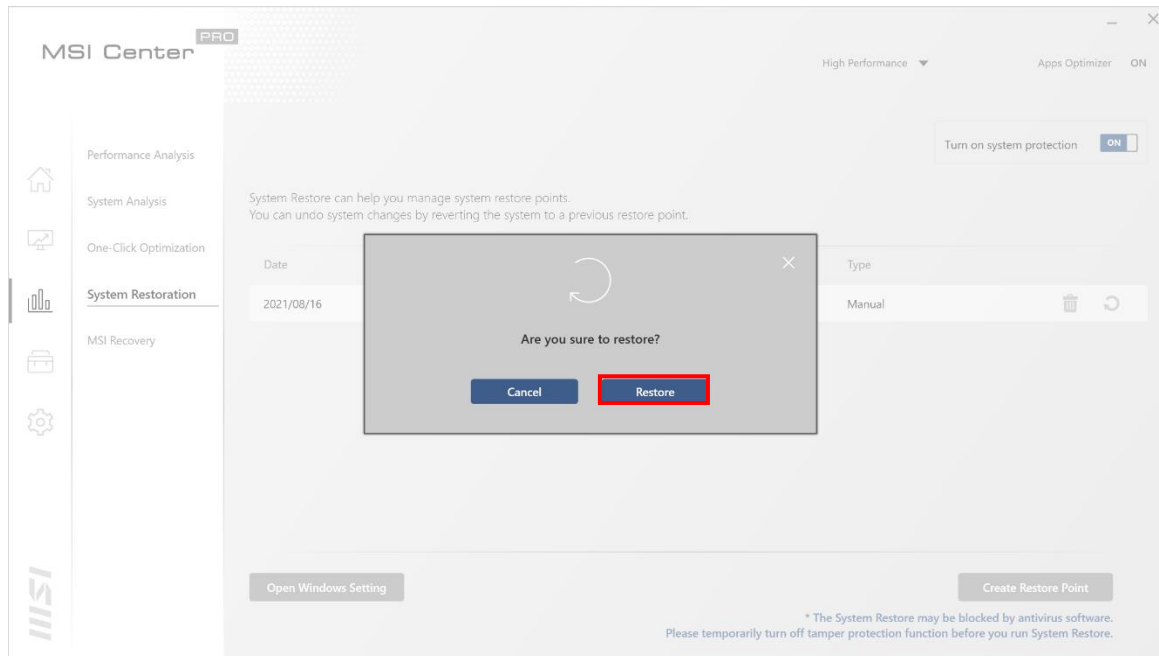 MSI Center PRO
High Performance
Apps Optimizer ON
Turn on system protection ON
Performance Analysis
System Analysis
One-Click Optimization
System Restoration
MSI Recovery
System Restore can help you manage system restore points.
You can undo system changes by reverting the system to a previous restore point.
Date
Type
2021/08/16
Manual
Are you sure to restore?
Cancel
Restore
Open Windows Setting
Create Restore Point
* The System Restore may be blocked by antivirus software.
Please temporarily turn off tamper protection function before you run System Restore.
msi